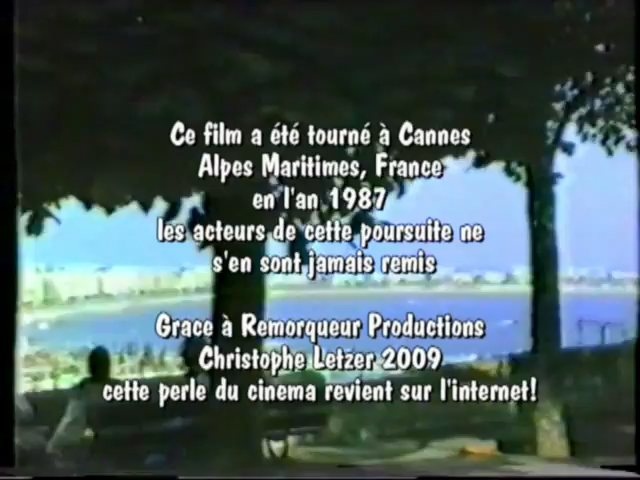 Ce film a été tourné à Cannes
Alpes Maritimes, France
en l'an 1987
les acteurs de cette poursuite ne
s'en sont jamais remis
Grace à Remorqueur Productions
Christophe Letzer 2009
cette perle du cinema revient sur l'internet!